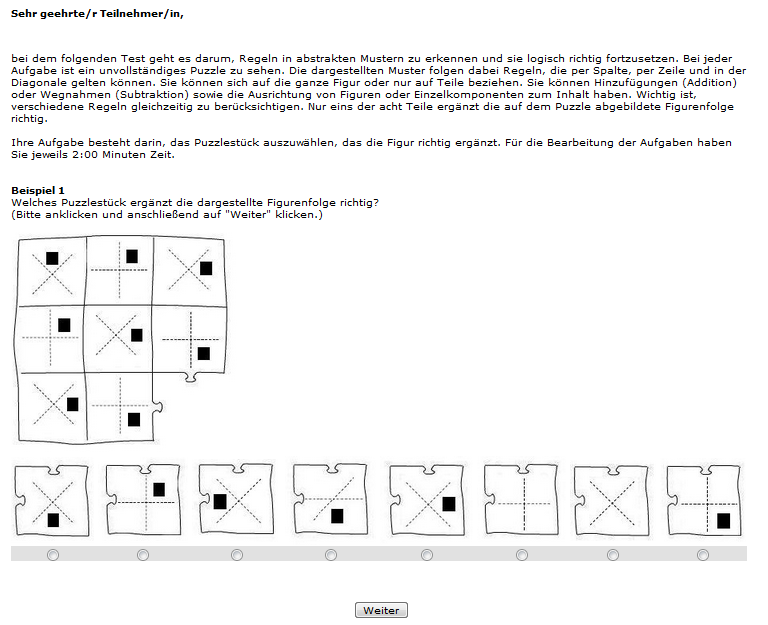 Sehr geehrte/r Teilnehmer/in,
bei dem folgenden Test geht es darum, Regeln in abstrakten Mustern zu erkennen und sie logisch richtig fortzusetzen. Bei jeder
Aufgabe ist ein unvollständiges Puzzle zu sehen. Die dargestellten Muster folgen dabei Regeln, die per Spalte, per Zeile und in der
Diagonale gelten können. Sie können sich auf die ganze Figur oder nur auf Teile beziehen. Sie können Hinzufügungen (Addition)
oder Wegnahmen (Subtraktion) sowie die Ausrichtung von Figuren oder Einzelkomponenten zum Inhalt haben. Wichtig ist,
verschiedene Regeln gleichzeitig zu berücksichtigen. Nur eins der acht Teile ergänzt die auf dem Puzzle abgebildete Figurenfolge
richtig.
Ihre Aufgabe besteht darin, das Puzzlestück auszuwählen, das die Figur richtig ergänzt. Für die Bearbeitung der Aufgaben haben
Sie jeweils 2:00 Minuten Zeit.
Beispiel 1
Welches Puzzlestück ergänzt die dargestellte Figurenfolge richtig?
(Bitte anklicken und anschließend auf "Weiter" klicken.)
Weiter